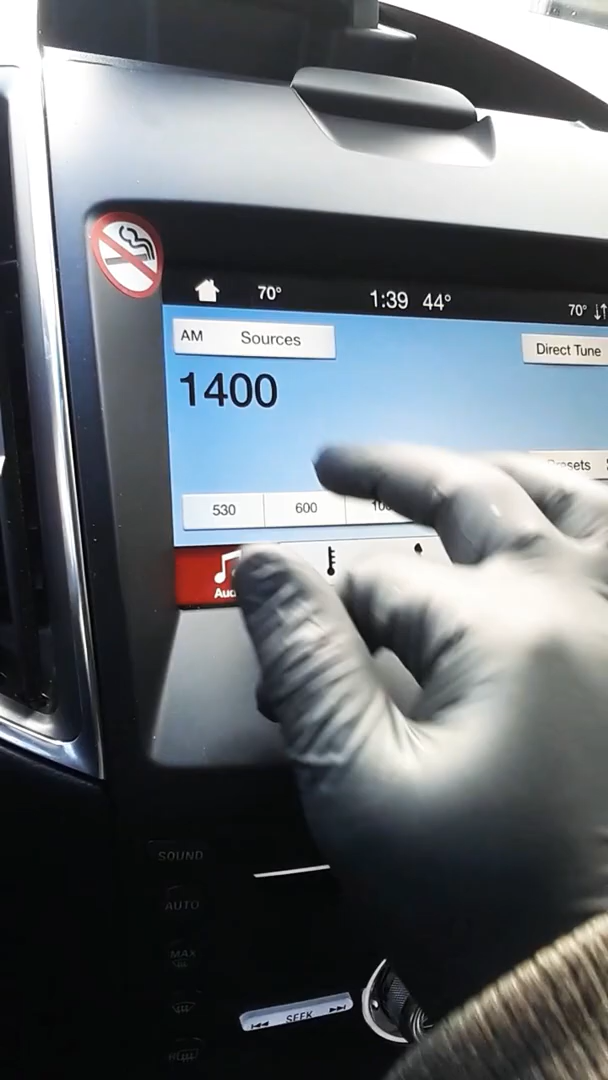 70° 1:39 44° 70°
AM Sources
Direct Tune
1400
530 600
SOUND
AUTO
MAX
SEEK